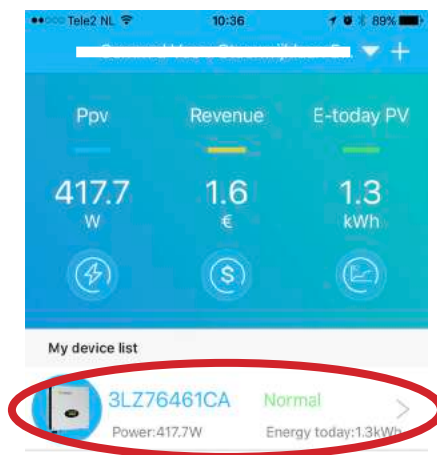 Tele2 NL 10:36 89%
Ppv Revenue E-today PV
417.7 1.6 1.3
W € kWh
My device list
3LZ76461CA Normal
Power:417.7W Energy today:1.3kWh